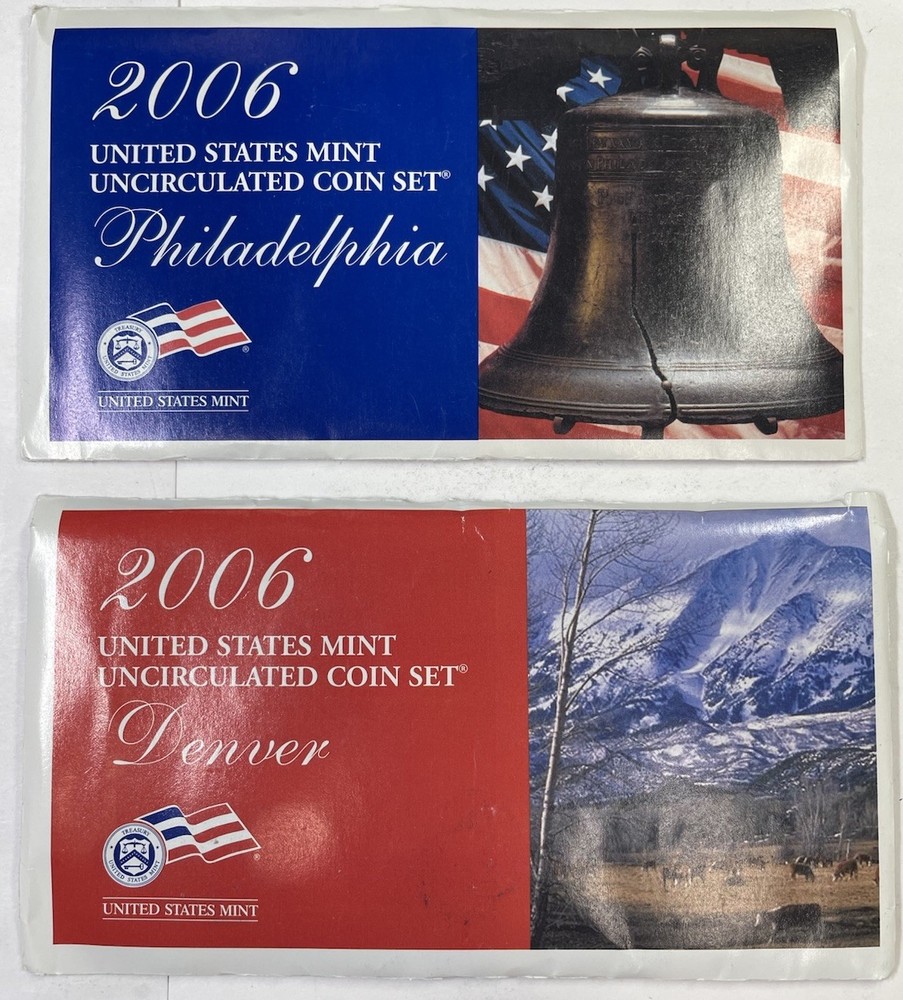 2006
UNITED STATES MINT
UNCIRCULATED COIN SET®
Philadelphia
TREASURY
UNITED STATES MINT
®
UNITED STATES MINT
2006
UNITED STATES MINT
UNCIRCULATED COIN SET®
Denver
TREASURY
UNITED STATES MINT
®
UNITED STATES MINT